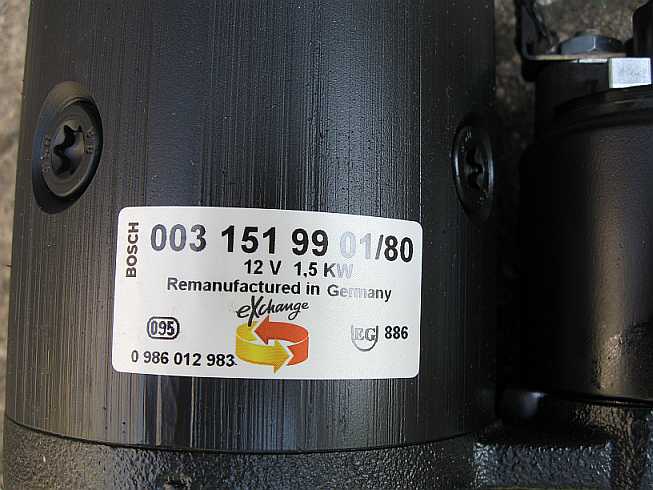 BOSCH
003 151 99 01/80
12 V 1,5 KW
Remanufactured in Germany
eXchange
095
EG 886
0 986 012 983